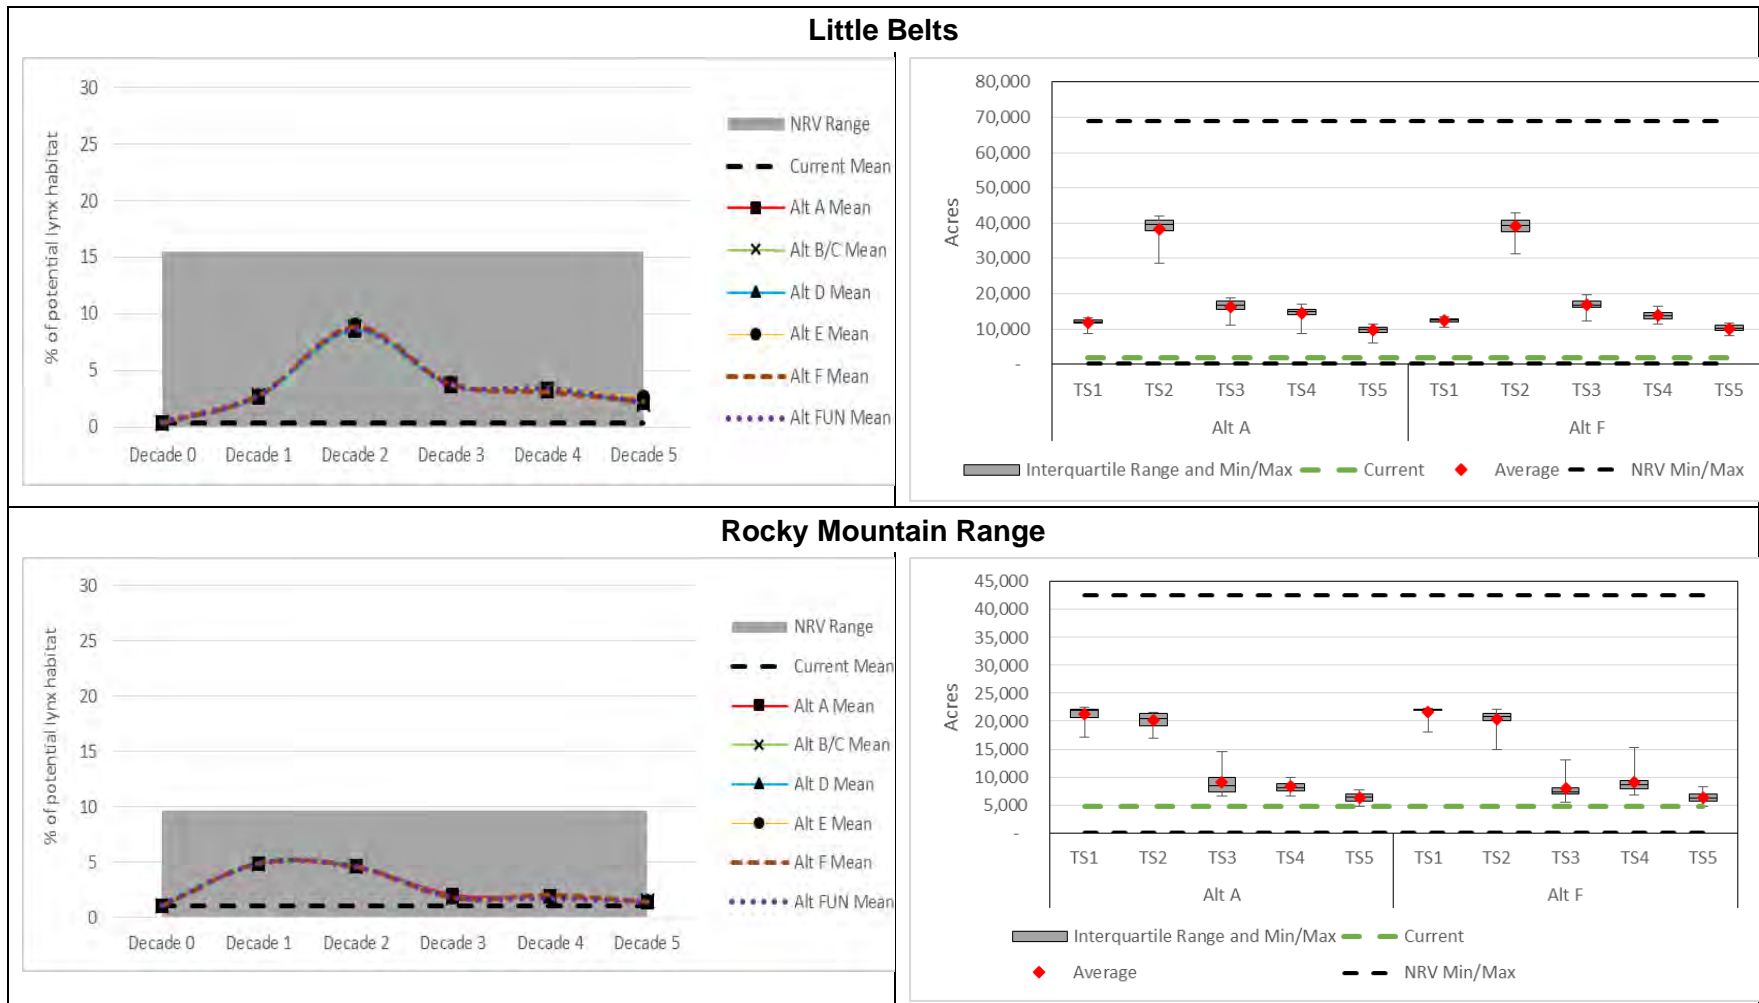 Little Belts
% of potential lynx habitat
30
25
20
15
10
5
0
Decade 0 Decade 1 Decade 2 Decade 3 Decade 4 Decade 5
NRV Range
Current Mean
Alt A Mean
Alt B/C Mean
Alt D Mean
Alt E Mean
Alt F Mean
Alt FUN Mean
Acres
80,000
70,000
60,000
50,000
40,000
30,000
20,000
10,000
-
TS1 TS2 TS3 TS4 TS5 TS1 TS2 TS3 TS4 TS5
Alt A Alt F
Interquartile Range and Min/Max Current Average NRV Min/Max
Rocky Mountain Range
% of potential lynx habitat
30
25
20
15
10
5
0
Decade 0 Decade 1 Decade 2 Decade 3 Decade 4 Decade 5
NRV Range
Current Mean
Alt A Mean
Alt B/C Mean
Alt D Mean
Alt E Mean
Alt F Mean
Alt FUN Mean
Acres
45,000
40,000
35,000
30,000
25,000
20,000
15,000
10,000
5,000
-
TS1 TS2 TS3 TS4 TS5 TS1 TS2 TS3 TS4 TS5
Alt A Alt F
Interquartile Range and Min/Max Current
Average NRV Min/Max